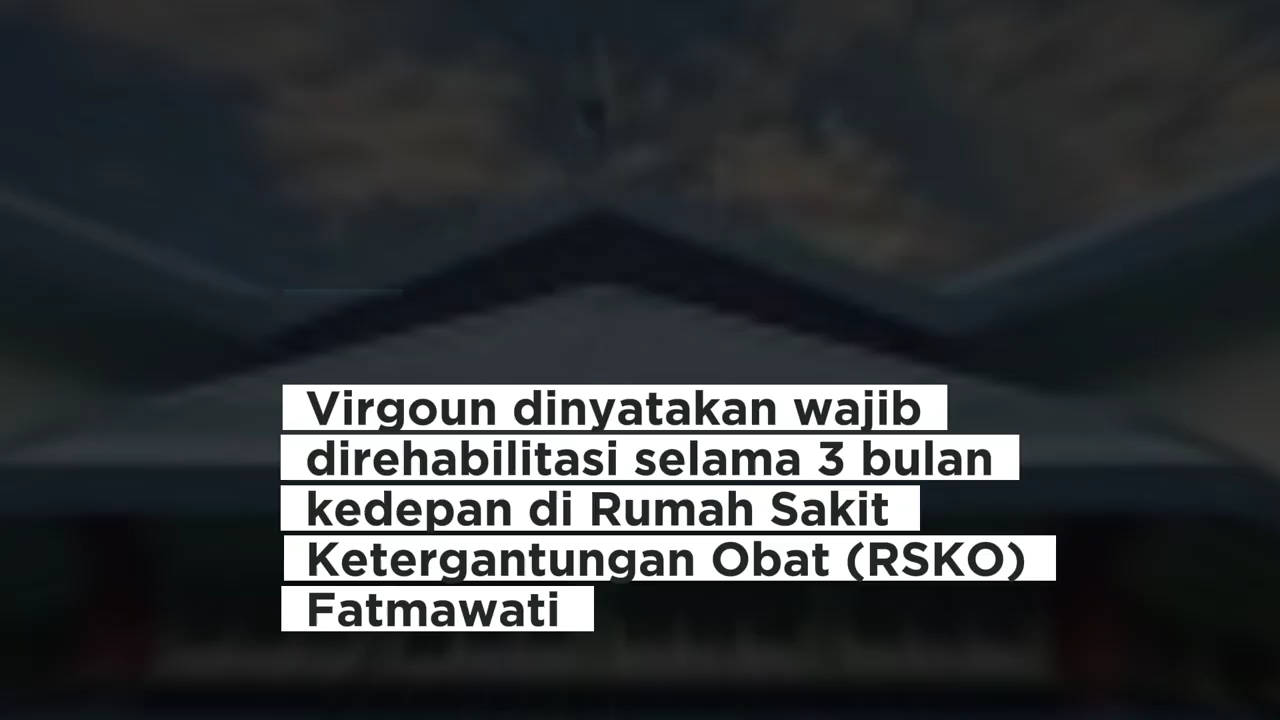 Virgoun dinyatakan wajib
direhabilitasi selama 3 bulan
kedepan di Rumah Sakit
Ketergantungan Obat (RSKO)
Fatmawati